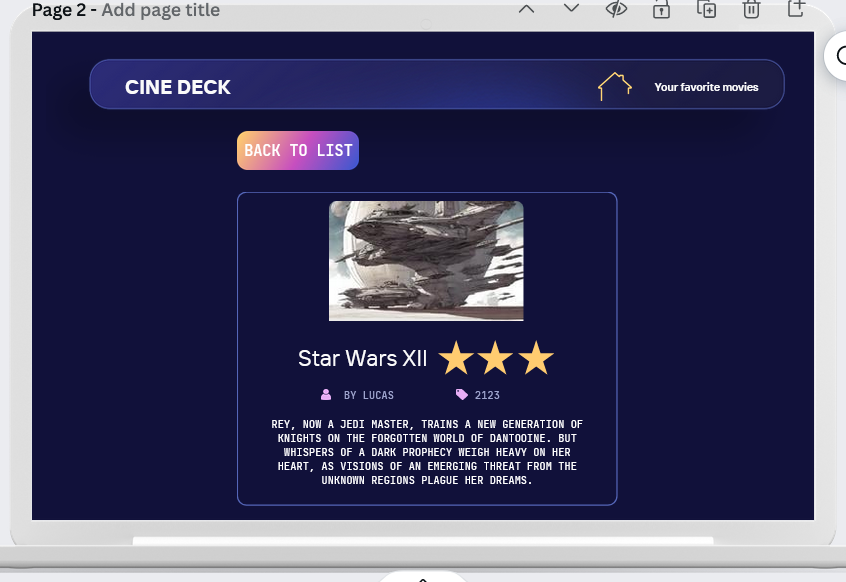 Page 2 - Add page title
CINE DECK
Your favorite movies
BACK TO LIST
Star Wars XII
BY LUCAS
2123
REY, NOW A JEDI MASTER, TRAINS A NEW GENERATION OF
KNIGHTS ON THE FORGOTTEN WORLD OF DANTOOINE. BUT
WHISPERS OF A DARK PROPHECY WEIGH HEAVY ON HER
HEART, AS VISIONS OF AN EMERGING THREAT FROM THE
UNKNOWN REGIONS PLAGUE HER DREAMS.